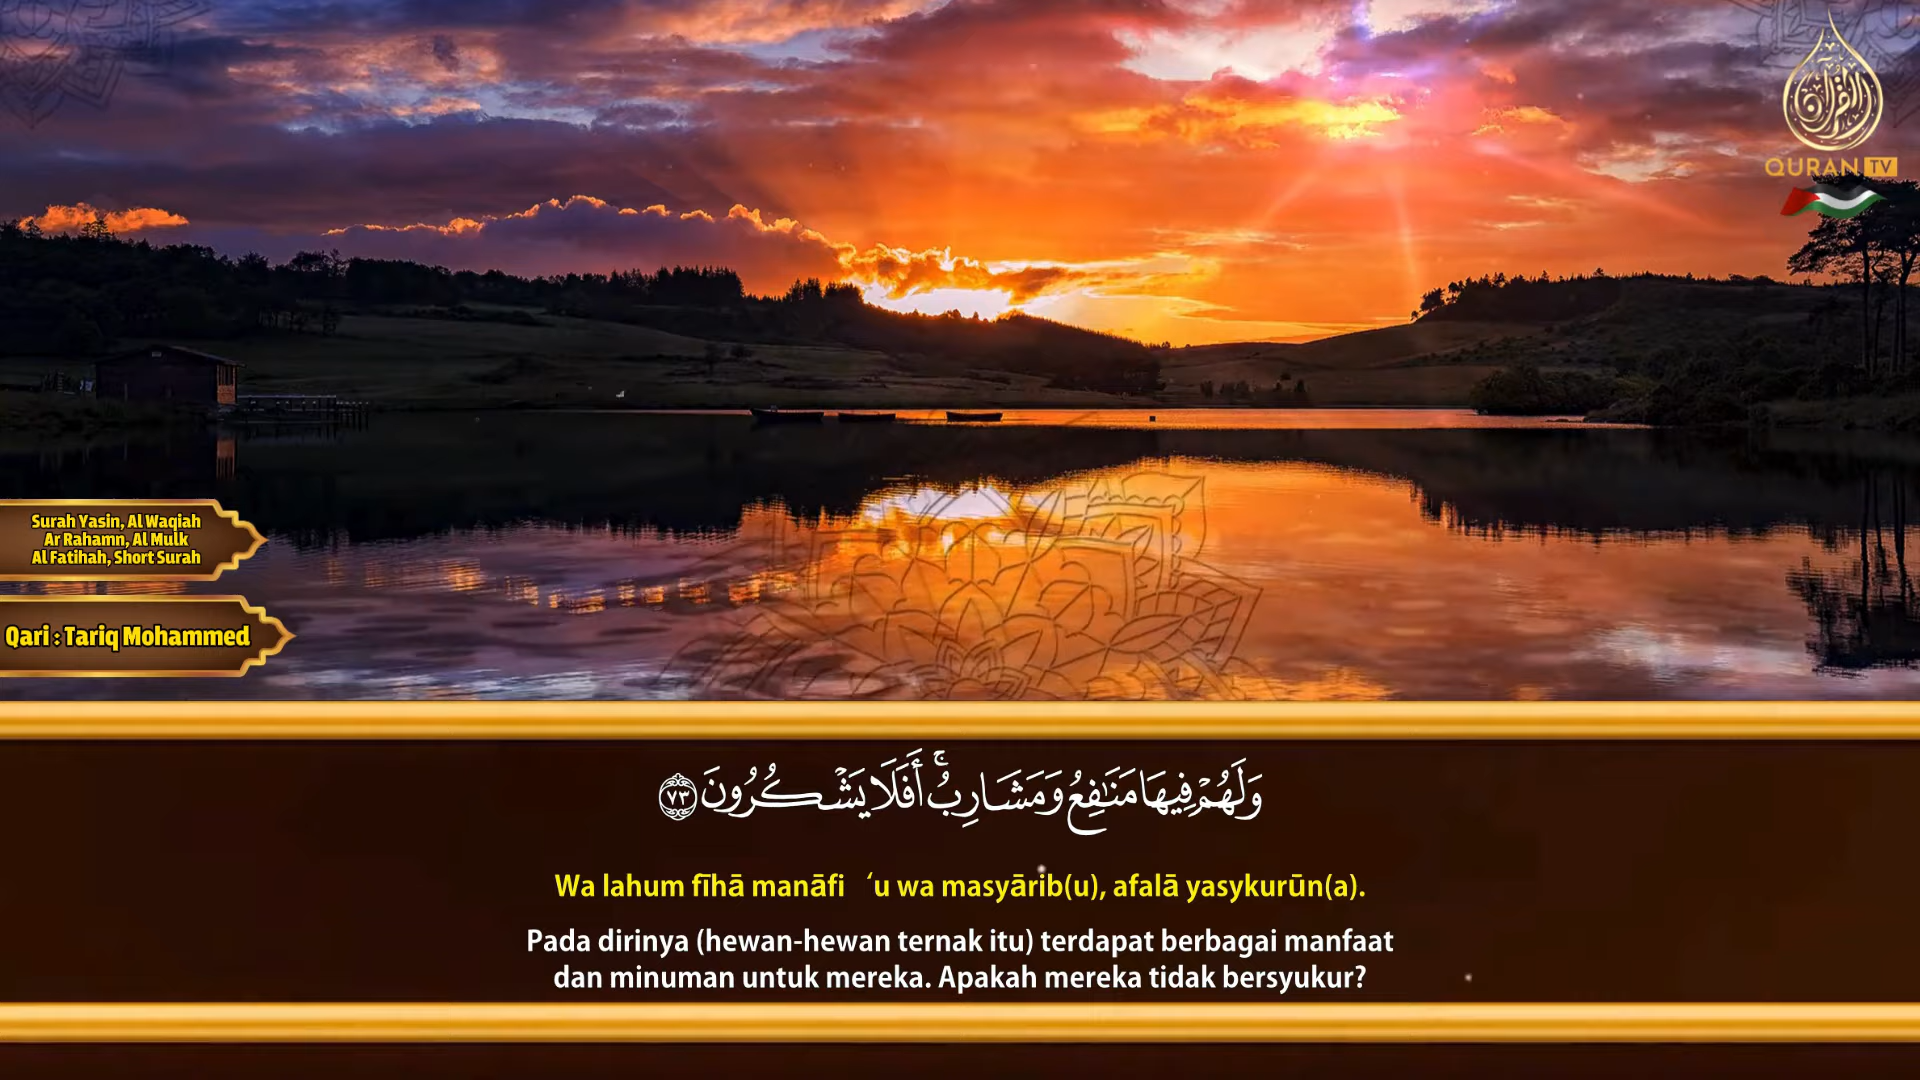 القرآن
QURAN TV
Surah Yasin, Al Waqiah
Ar Rahamn, Al Mulk
Al Fatihah, Short Surah
Qari : Tariq Mohammed
وَلَهُمْ فِيهَا مَنَٰفِعُ وَمَشَارِبُ ۚ أَفَلَا يَشْكُرُونَ ٧٣
Wa lahum fīhā manāfi ‘u wa masyārib(u), afalā yasykurūn(a).
Pada dirinya (hewan-hewan ternak itu) terdapat berbagai manfaat
dan minuman untuk mereka. Apakah mereka tidak bersyukur?